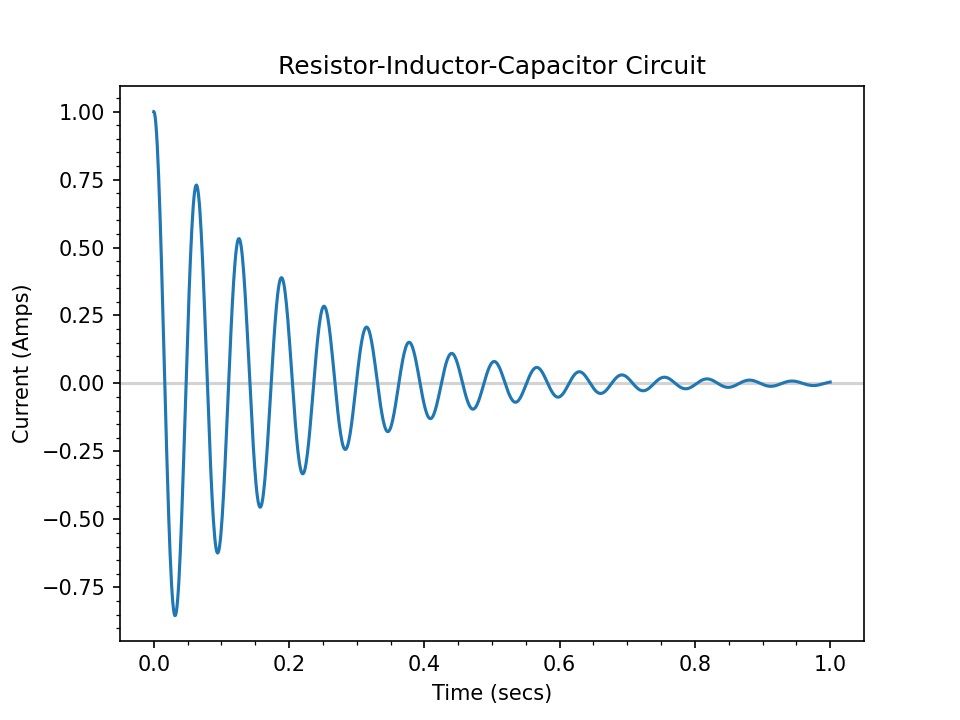 Resistor-Inductor-Capacitor Circuit
1.00
0.75
0.50
0.25
0.00
−0.25
−0.50
−0.75
Current (Amps)
0.0 0.2 0.4 0.6 0.8 1.0
Time (secs)